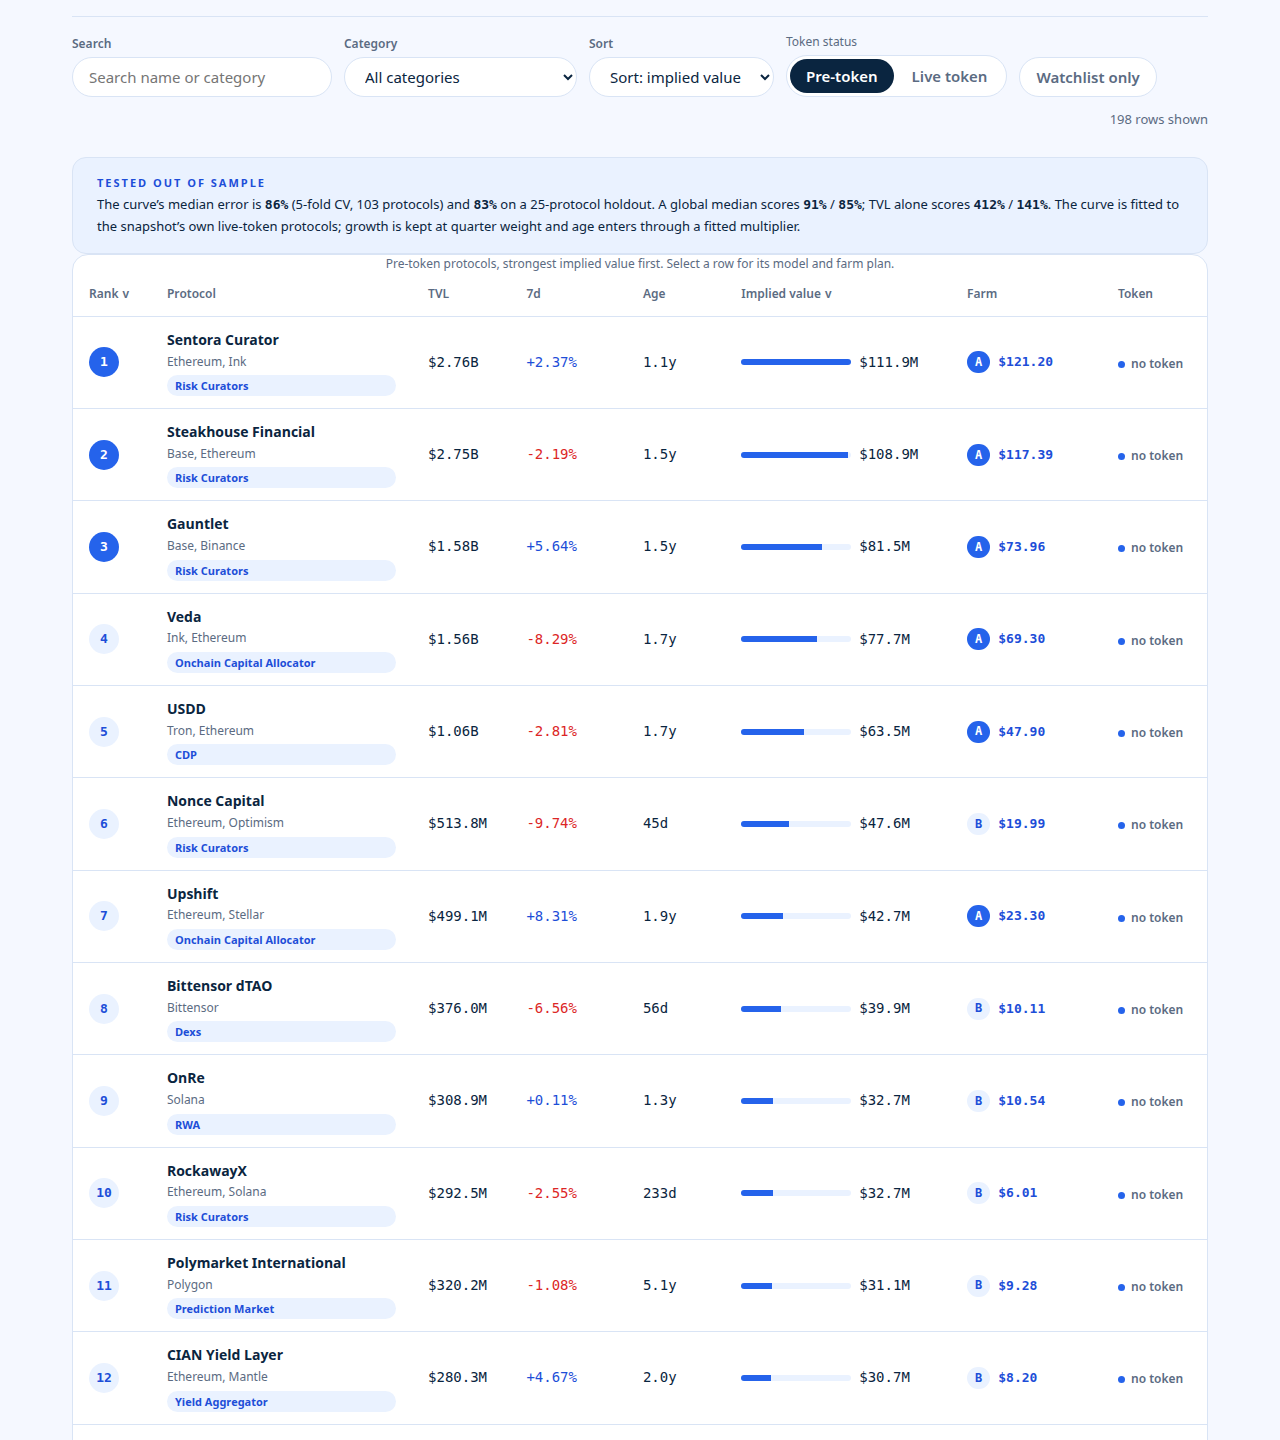 Search
Category
Sort
Token status
Search name or category
All categories
Sort: implied value
Pre-token
Live token
Watchlist only
198 rows shown
TESTED OUT OF SAMPLE
The curve's median error is 86% (5-fold CV, 103 protocols) and 83% on a 25-protocol holdout. A global median scores 91% / 85%; TVL alone scores 412% / 141%. The curve is fitted to
the snapshot's own live-token protocols; growth is kept at quarter weight and age enters through a fitted multiplier.
Pre-token protocols, strongest implied value first. Select a row for its model and farm plan.
Rank v Protocol TVL 7d Age Implied value v Farm Token
Sentora Curator
1 Ethereum, Ink $2.76B +2.37% 1.1y $111.9M A $121.20 no token
Risk Curators
Steakhouse Financial
2 Base, Ethereum $2.75B -2.19% 1.5y $108.9M A $117.39 no token
Risk Curators
Gauntlet
3 Base, Binance $1.58B +5.64% 1.5y $81.5M A $73.96 no token
Risk Curators
Veda
4 Ink, Ethereum $1.56B -8.29% 1.7y $77.7M A $69.30 no token
Onchain Capital Allocator
USDD
5 Tron, Ethereum $1.06B -2.81% 1.7y $63.5M A $47.90 no token
CDP
Nonce Capital
6 Ethereum, Optimism $513.8M -9.74% 45d $47.6M B $19.99 no token
Risk Curators
Upshift
7 Ethereum, Stellar $499.1M +8.31% 1.9y $42.7M A $23.30 no token
Onchain Capital Allocator
Bittensor dTAO
8 Bittensor $376.0M -6.56% 56d $39.9M B $10.11 no token
Dexs
OnRe
9 Solana $308.9M +0.11% 1.3y $32.7M B $10.54 no token
RWA
RockawayX
10 Ethereum, Solana $292.5M -2.55% 233d $32.7M B $6.01 no token
Risk Curators
Polymarket International
11 Polygon $320.2M -1.08% 5.1y $31.1M B $9.28 no token
Prediction Market
CIAN Yield Layer
12 Ethereum, Mantle $280.3M +4.67% 2.0y $30.7M B $8.20 no token
Yield Aggregator